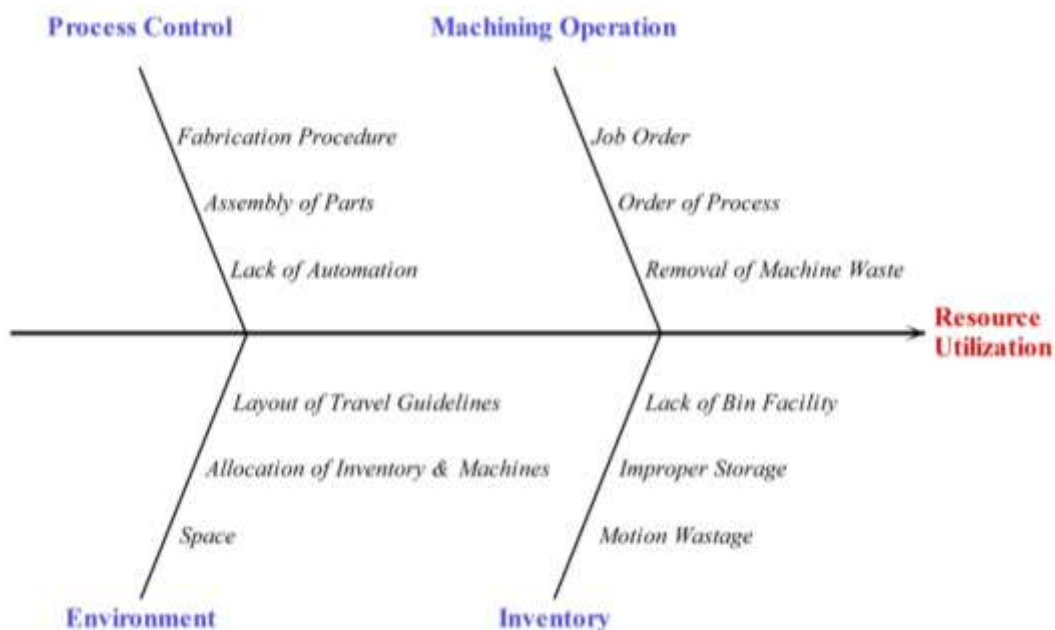 Process Control
Machining Operation
Fabrication Procedure
Job Order
Assembly of Parts
Order of Process
Lack of Automation
Removal of Machine Waste
Resource
Utilization
Layout of Travel Guidelines
Lack of Bin Facility
Allocation of Inventory & Machines
Improper Storage
Space
Motion Wastage
Environment
Inventory